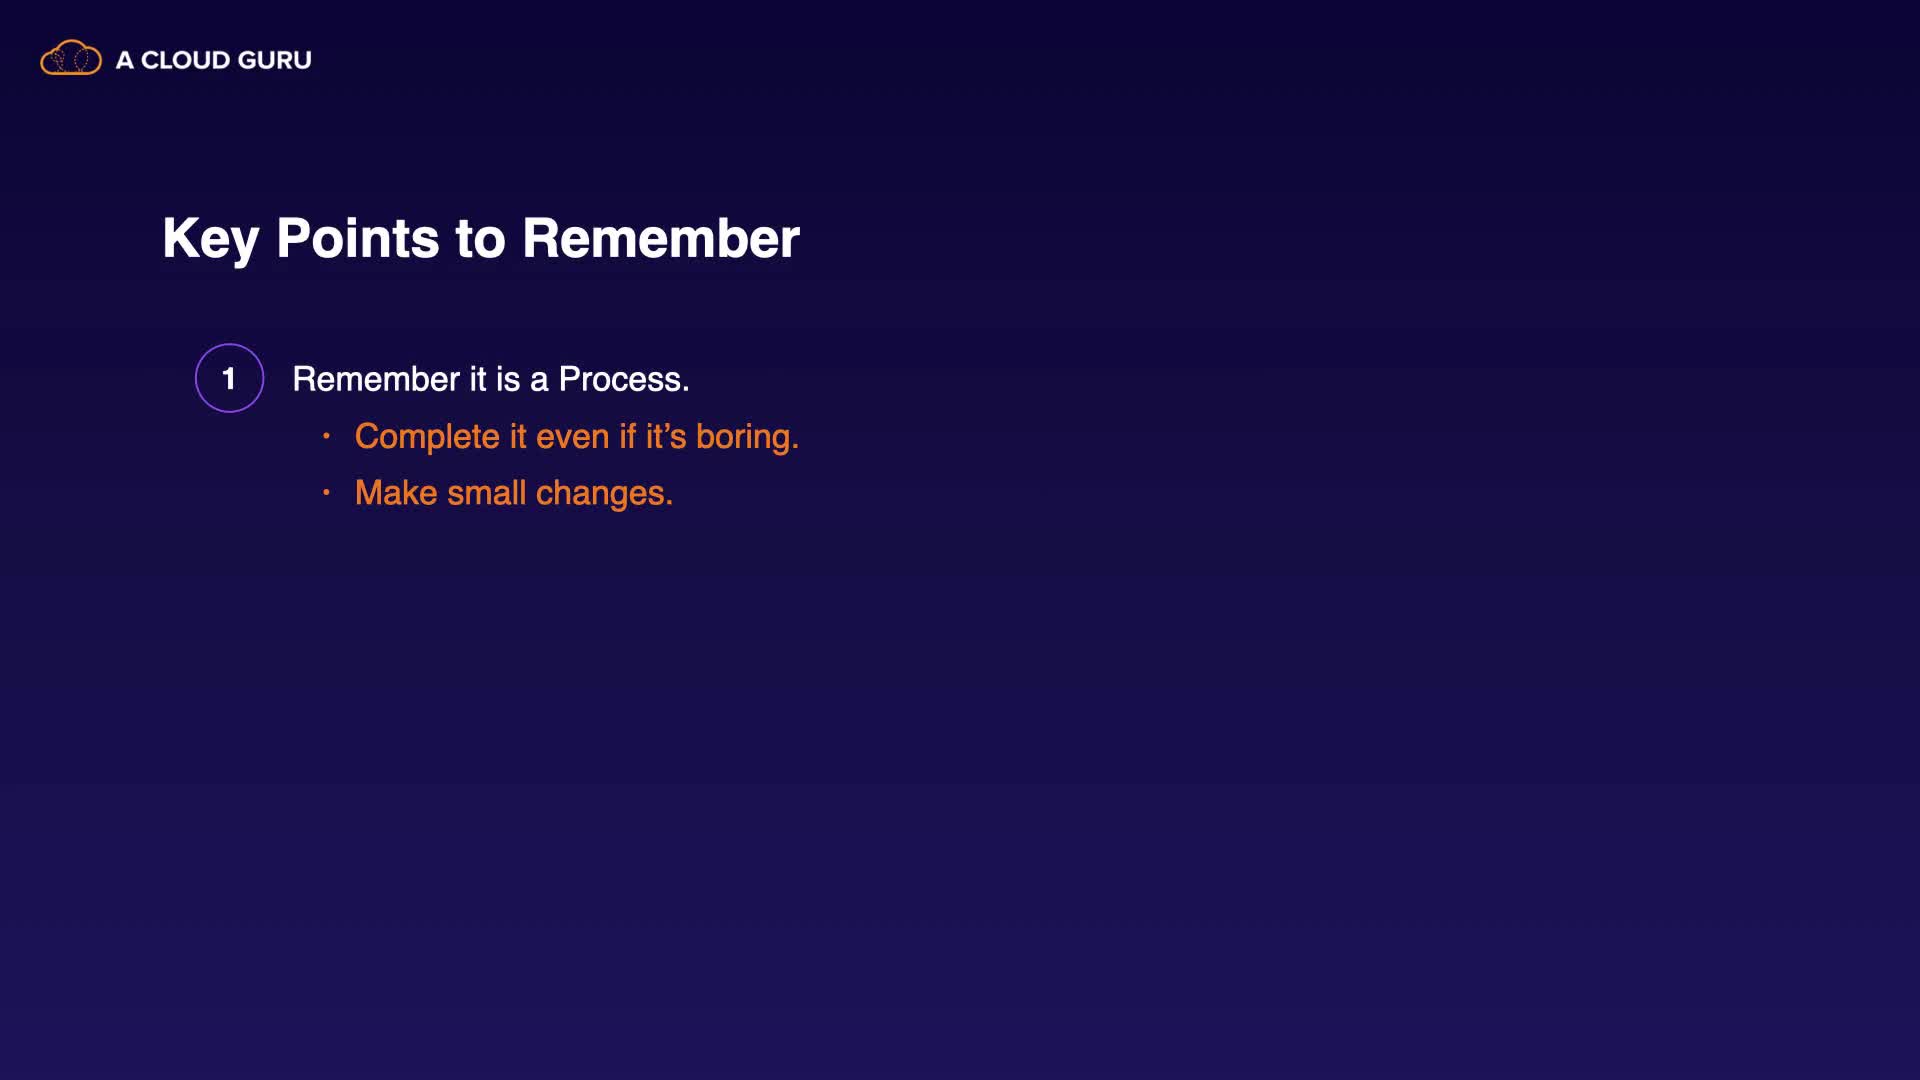 A CLOUD GURU
Key Points to Remember
1 Remember it is a Process.
• Complete it even if it’s boring.
• Make small changes.